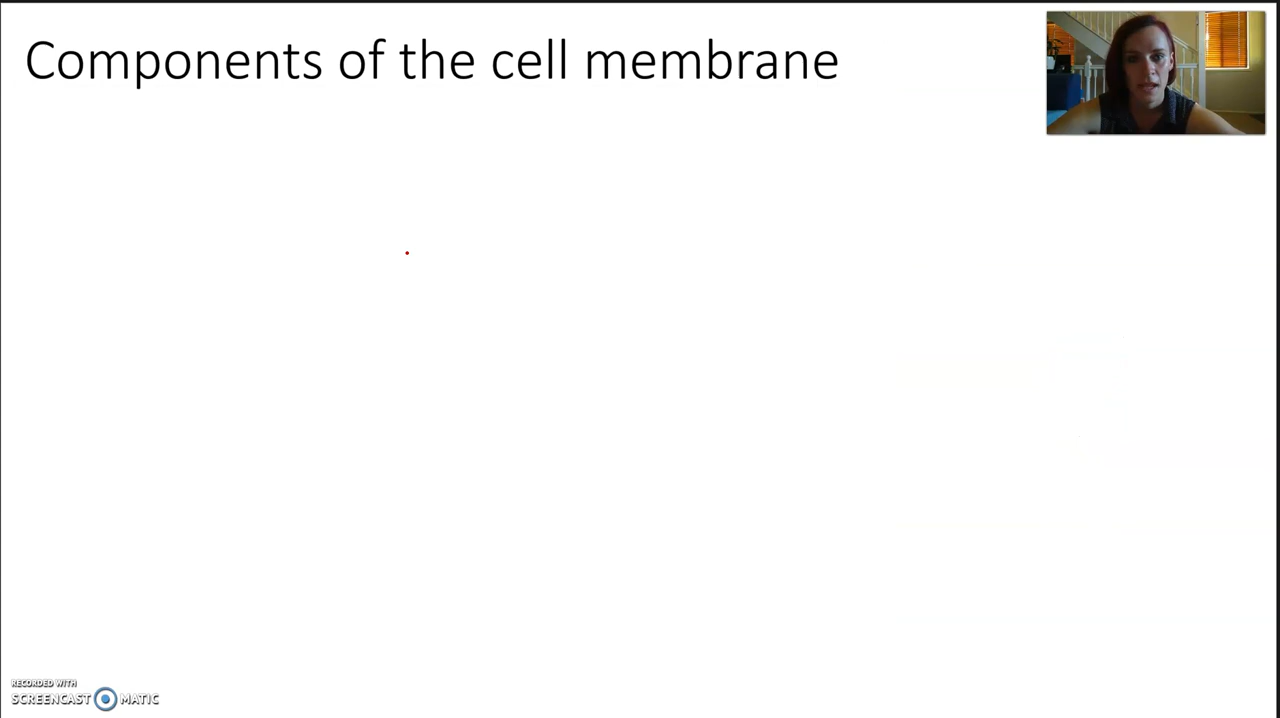 Components of the cell membrane
RECORDED WITH
SCREENCAST MATIC